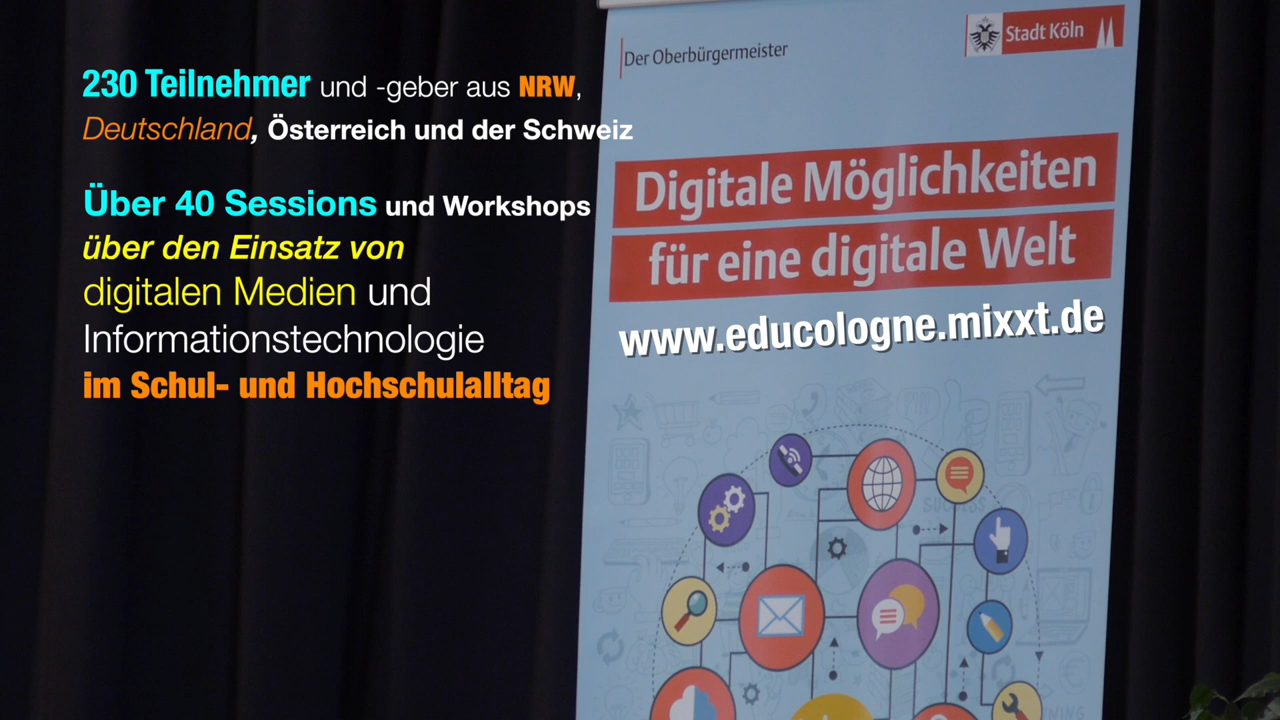 230 Teilnehmer und -geber aus NRW,
Deutschland, Österreich und der Schweiz
Über 40 Sessions und Workshops
über den Einsatz von
digitalen Medien und
Informationstechnologie
im Schul- und Hochschulalltag
Der Oberbürgermeister
Stadt Köln
Digitale Möglichkeiten
für eine digitale Welt
www.educologne.mixxt.de
SUCCESS